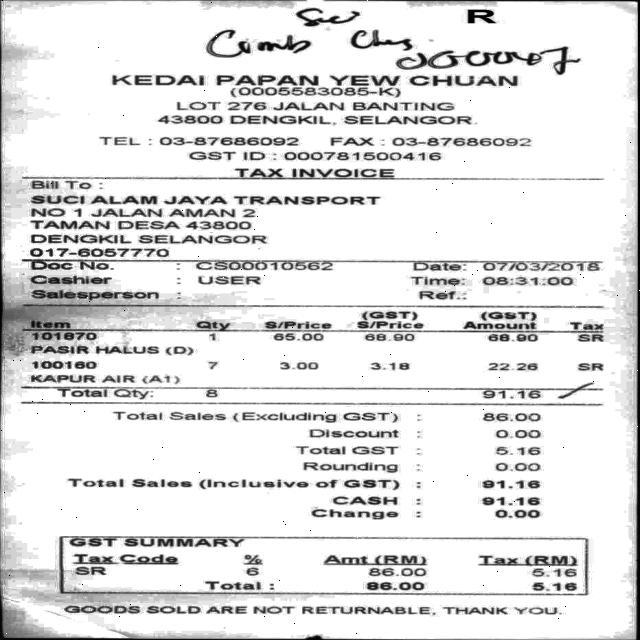 R
KEDAI PAPAN YEW CHUAN
(0005583085-K)
LOT 276 JALAN BANTING
43800 DENGKIL, SELANGOR.
TEL : 03-87686092 FAX : 03-87686092
GST ID : 000781500416
TAX INVOICE
Bill To :
SUCI ALAM JAYA TRANSPORT
NO 1 JALAN AMAN 2
TAMAN DESA 43800
DENGKIL SELANGOR
017-6057770
Doc No. : CS00010562 Date: 07/03/2018
Cashier : USER Time: 08:31:00
Salesperson : Ref.:
(GST) (GST)
Item Qty S/Price S/Price Amount Tax
101870 1 65.00 68.90 68.90 SR
PASIR HALUS (D)
100160 7 3.00 3.18 22.26 SR
KAPUR AIR (A1)
Total Qty: 8 91.16
Total Sales (Excluding GST) : 86.00
Discount : 0.00
Total GST : 5.16
Rounding : 0.00
Total Sales (Inclusive of GST) : 91.16
CASH : 91.16
Change : 0.00
GST SUMMARY
Tax Code % Amt (RM) Tax (RM)
SR 6 86.00 5.16
Total : 86.00 5.16
GOODS SOLD ARE NOT RETURNABLE, THANK YOU.